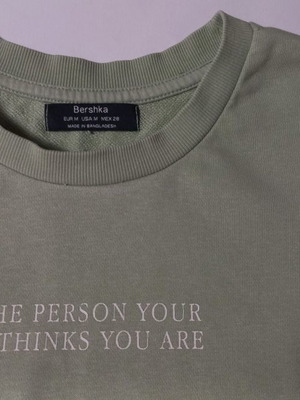 Bershka
EUR M USA M MEX 28
MADE IN BANGLADESH
HE PERSON YOUR
THINKS YOU ARE